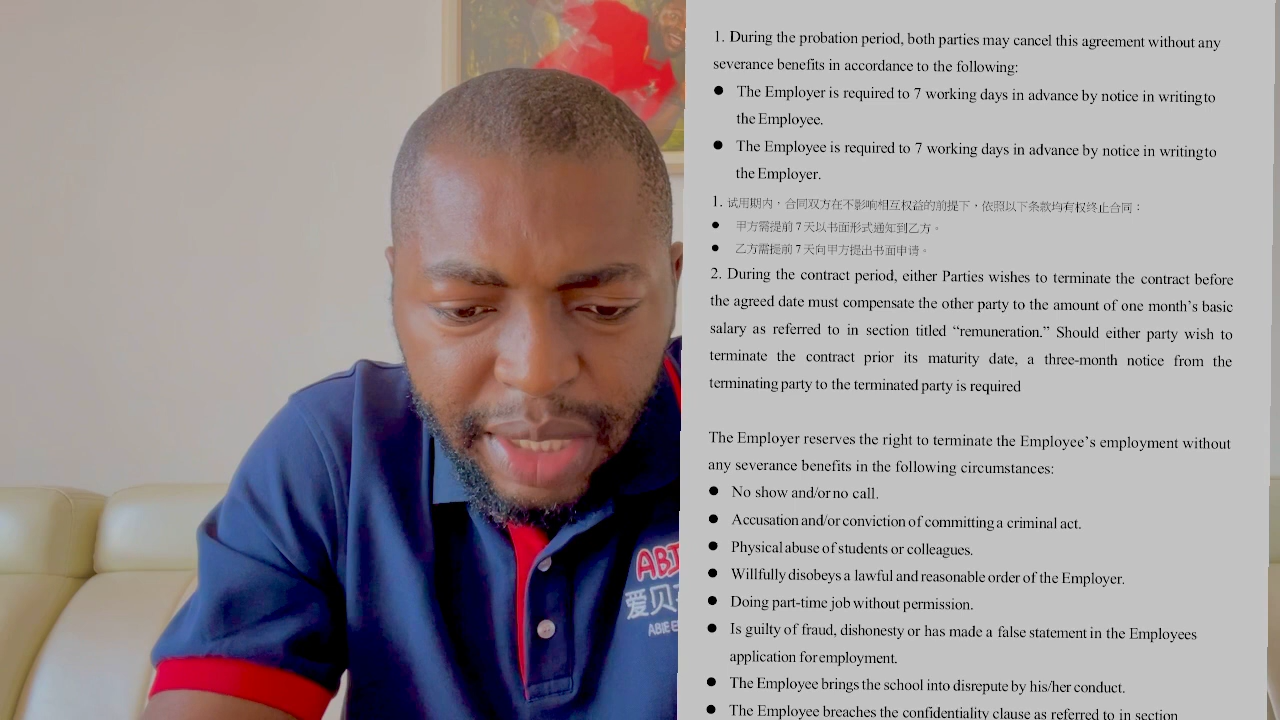 ABI
爱贝
ABIE E
1. During the probation period, both parties may cancel this agreement without any
severance benefits in accordance to the following:
● The Employer is required to 7 working days in advance by notice in writing to
the Employee.
● The Employee is required to 7 working days in advance by notice in writing to
the Employer.
1. 试用期内，合同双方在不影响相互权益的前提下，依照以下条款均有权终止合同：
● 甲方需提前 7 天以书面形式通知到乙方。
● 乙方需提前 7 天向甲方提出书面申请。
2. During the contract period, either Parties wishes to terminate the contract before
the agreed date must compensate the other party to the amount of one month’s basic
salary as referred to in section titled “remuneration.” Should either party wish to
terminate the contract prior its maturity date, a three-month notice from the
terminating party to the terminated party is required
The Employer reserves the right to terminate the Employee’s employment without
any severance benefits in the following circumstances:
● No show and/or no call.
● Accusation and/or conviction of committing a criminal act.
● Physical abuse of students or colleagues.
● Willfully disobeys a lawful and reasonable order of the Employer.
● Doing part-time job without permission.
● Is guilty of fraud, dishonesty or has made a false statement in the Employees
application for employment.
● The Employee brings the school into disrepute by his/her conduct.
● The Employee breaches the confidentiality clause as referred to in section